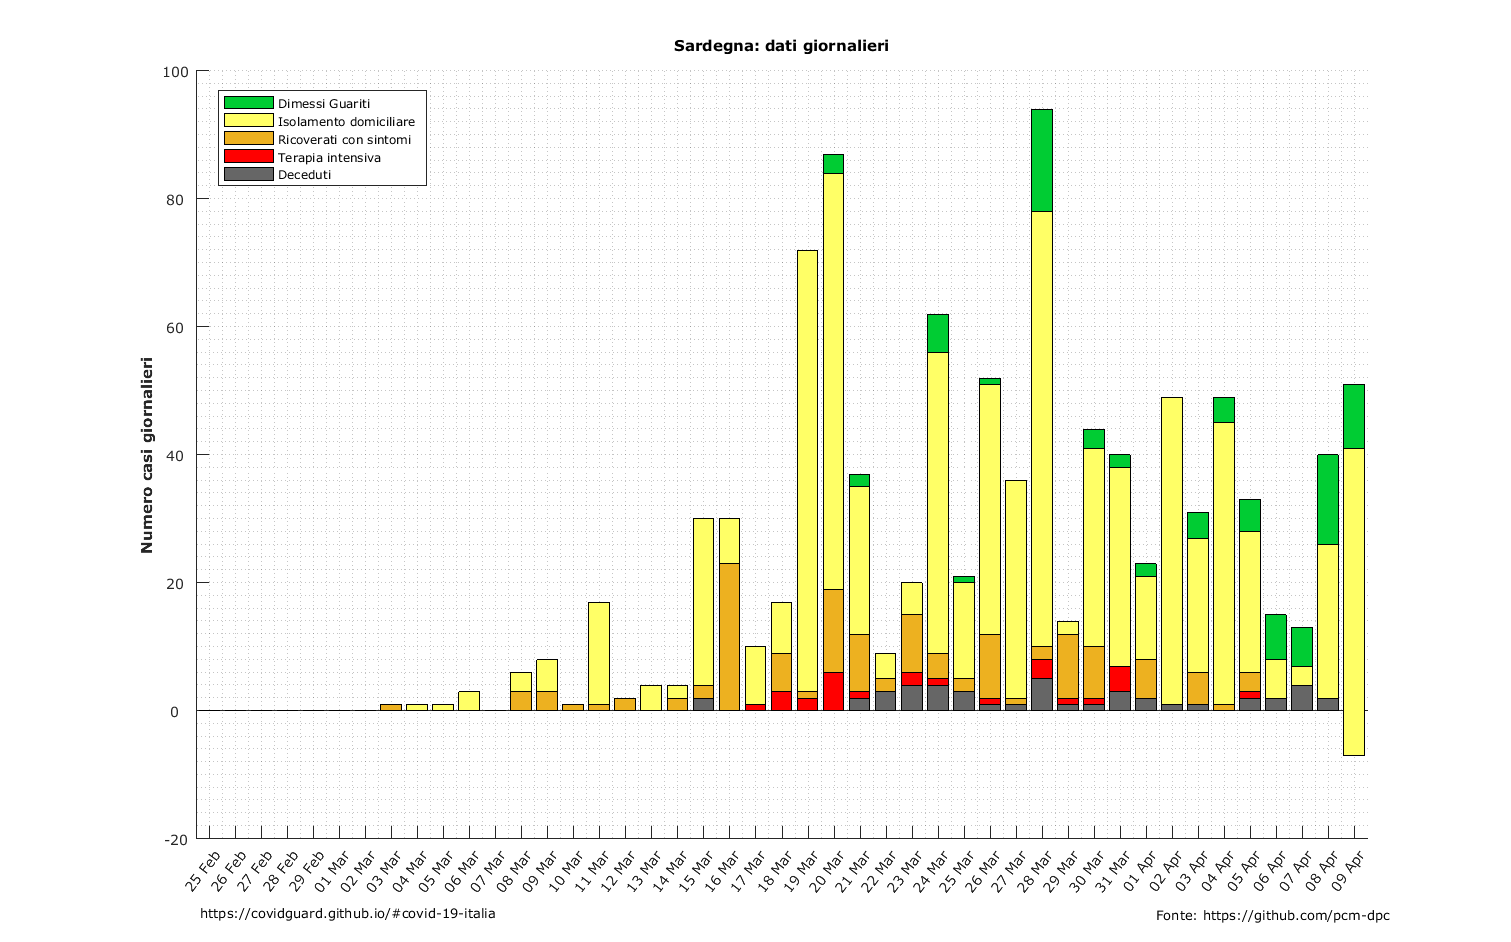 Sardegna: dati giornalieri
Numero casi giornalieri
100
80
60
40
20
0
-20
Dimessi Guariti
Isolamento domiciliare
Ricoverati con sintomi
Terapia intensiva
Deceduti
25 Feb
26 Feb
27 Feb
28 Feb
29 Feb
01 Mar
02 Mar
03 Mar
04 Mar
05 Mar
06 Mar
07 Mar
08 Mar
09 Mar
10 Mar
11 Mar
12 Mar
13 Mar
14 Mar
15 Mar
16 Mar
17 Mar
18 Mar
19 Mar
20 Mar
21 Mar
22 Mar
23 Mar
24 Mar
25 Mar
26 Mar
27 Mar
28 Mar
29 Mar
30 Mar
31 Mar
01 Apr
02 Apr
03 Apr
04 Apr
05 Apr
06 Apr
07 Apr
08 Apr
09 Apr
https://covidguard.github.io/#covid-19-italia
Fonte: https://github.com/pcm-dpc